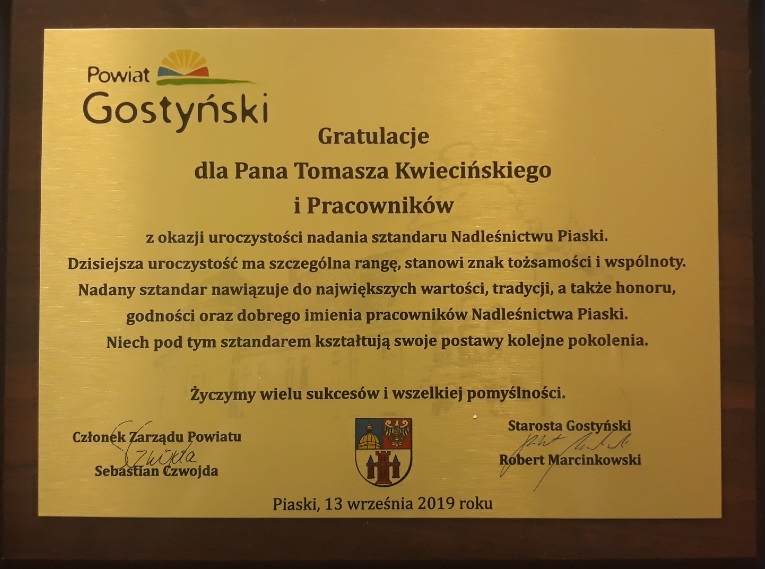 Powiat
Gostyński
Gratulacje
dla Pana Tomasza Kwiecińskiego
i Pracowników
z okazji uroczystości nadania sztandaru Nadleśnictwu Piaski.
Dzisiejsza uroczystość ma szczególna rangę, stanowi znak tożsamości i wspólnoty.
Nadany sztandar nawiązuje do największych wartości, tradycji, a także honoru,
godności oraz dobrego imienia pracowników Nadleśnictwa Piaski.
Niech pod tym sztandarem kształtują swoje postawy kolejne pokolenia.
Życzymy wielu sukcesów i wszelkiej pomyślności.
Członek Zarządu Powiatu
Sebastian Czwojda
Starosta Gostyński
Robert Marcinkowski
Piaski, 13 września 2019 roku